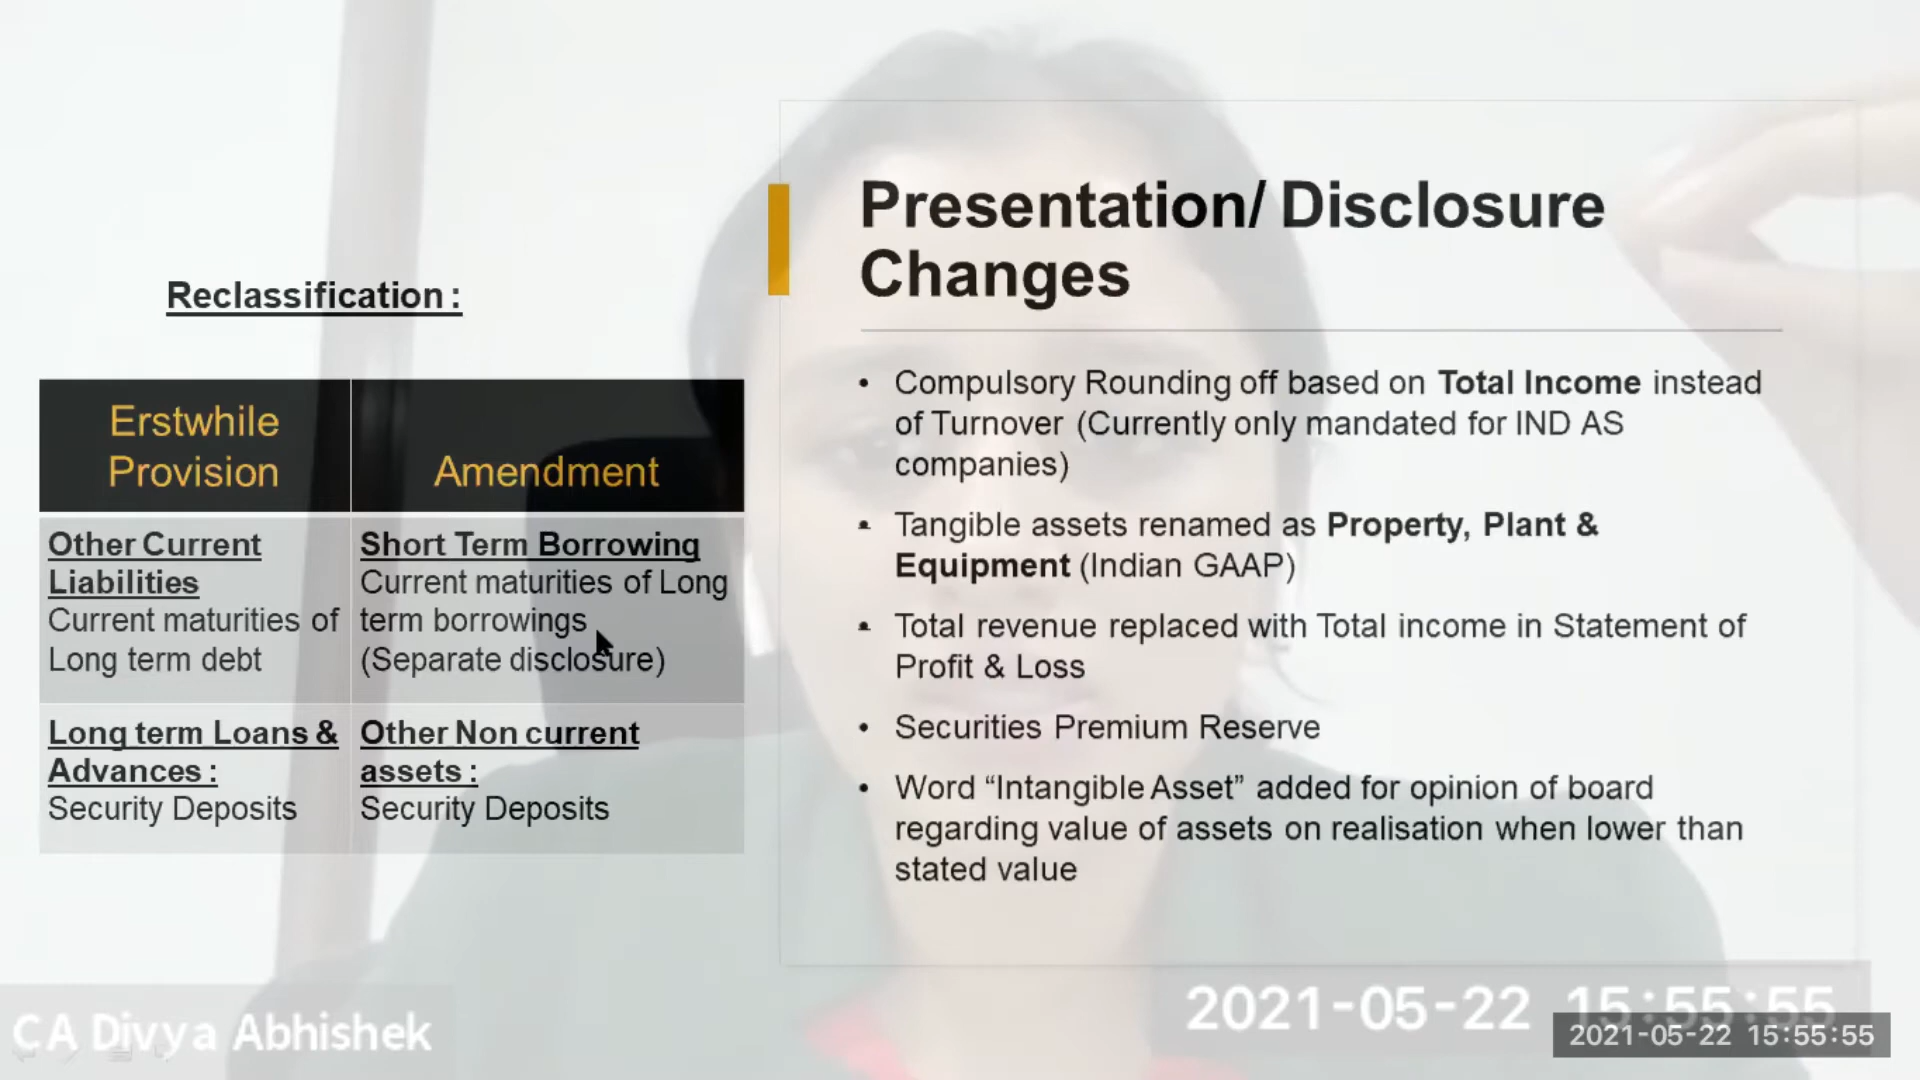 Presentation/ Disclosure
Changes
Reclassification :
Erstwhile
Provision
Amendment
Other Current
Liabilities
Current maturities of
Long term debt
Short Term Borrowing
Current maturities of Long
term borrowings
(Separate disclosure)
Long term Loans &
Advances :
Security Deposits
Other Non current
assets :
Security Deposits
• Compulsory Rounding off based on Total Income instead
of Turnover (Currently only mandated for IND AS
companies)
• Tangible assets renamed as Property, Plant &
Equipment (Indian GAAP)
• Total revenue replaced with Total income in Statement of
Profit & Loss
• Securities Premium Reserve
• Word “Intangible Asset” added for opinion of board
regarding value of assets on realisation when lower than
stated value
CA Divya Abhishek
2021-05-22 15:55:55
2021-05-22 15:55:55